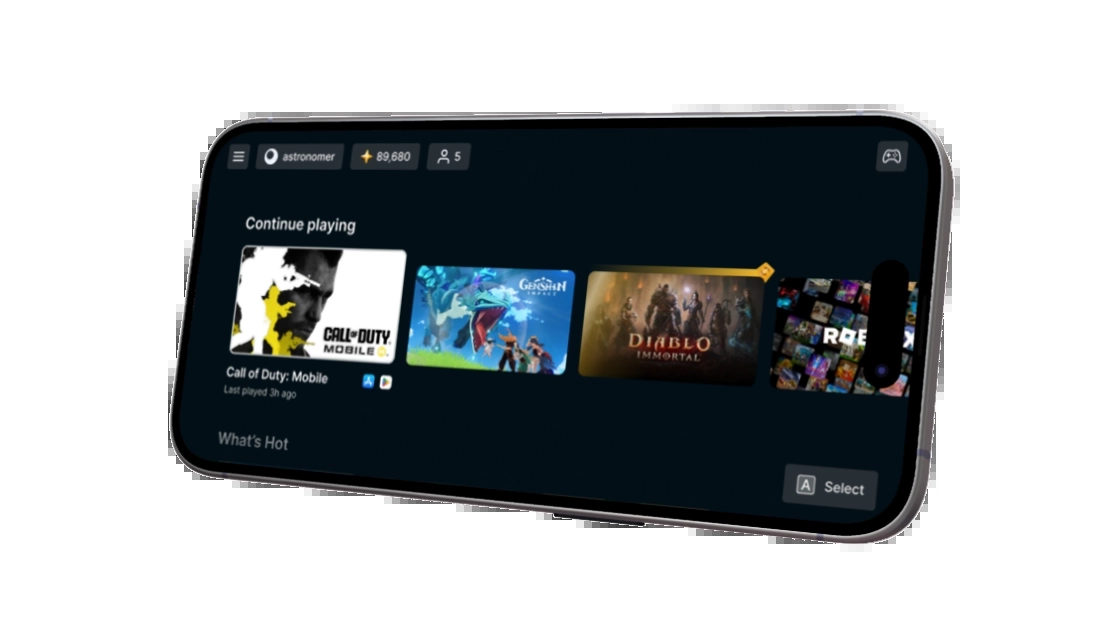 astronomer
89,680
5
Continue playing
CALL OF DUTY
MOBILE
GENSHIN
IMPACT
DIABLO
IMMORTAL
Call of Duty: Mobile
Last played 3h ago
What's Hot
A Select